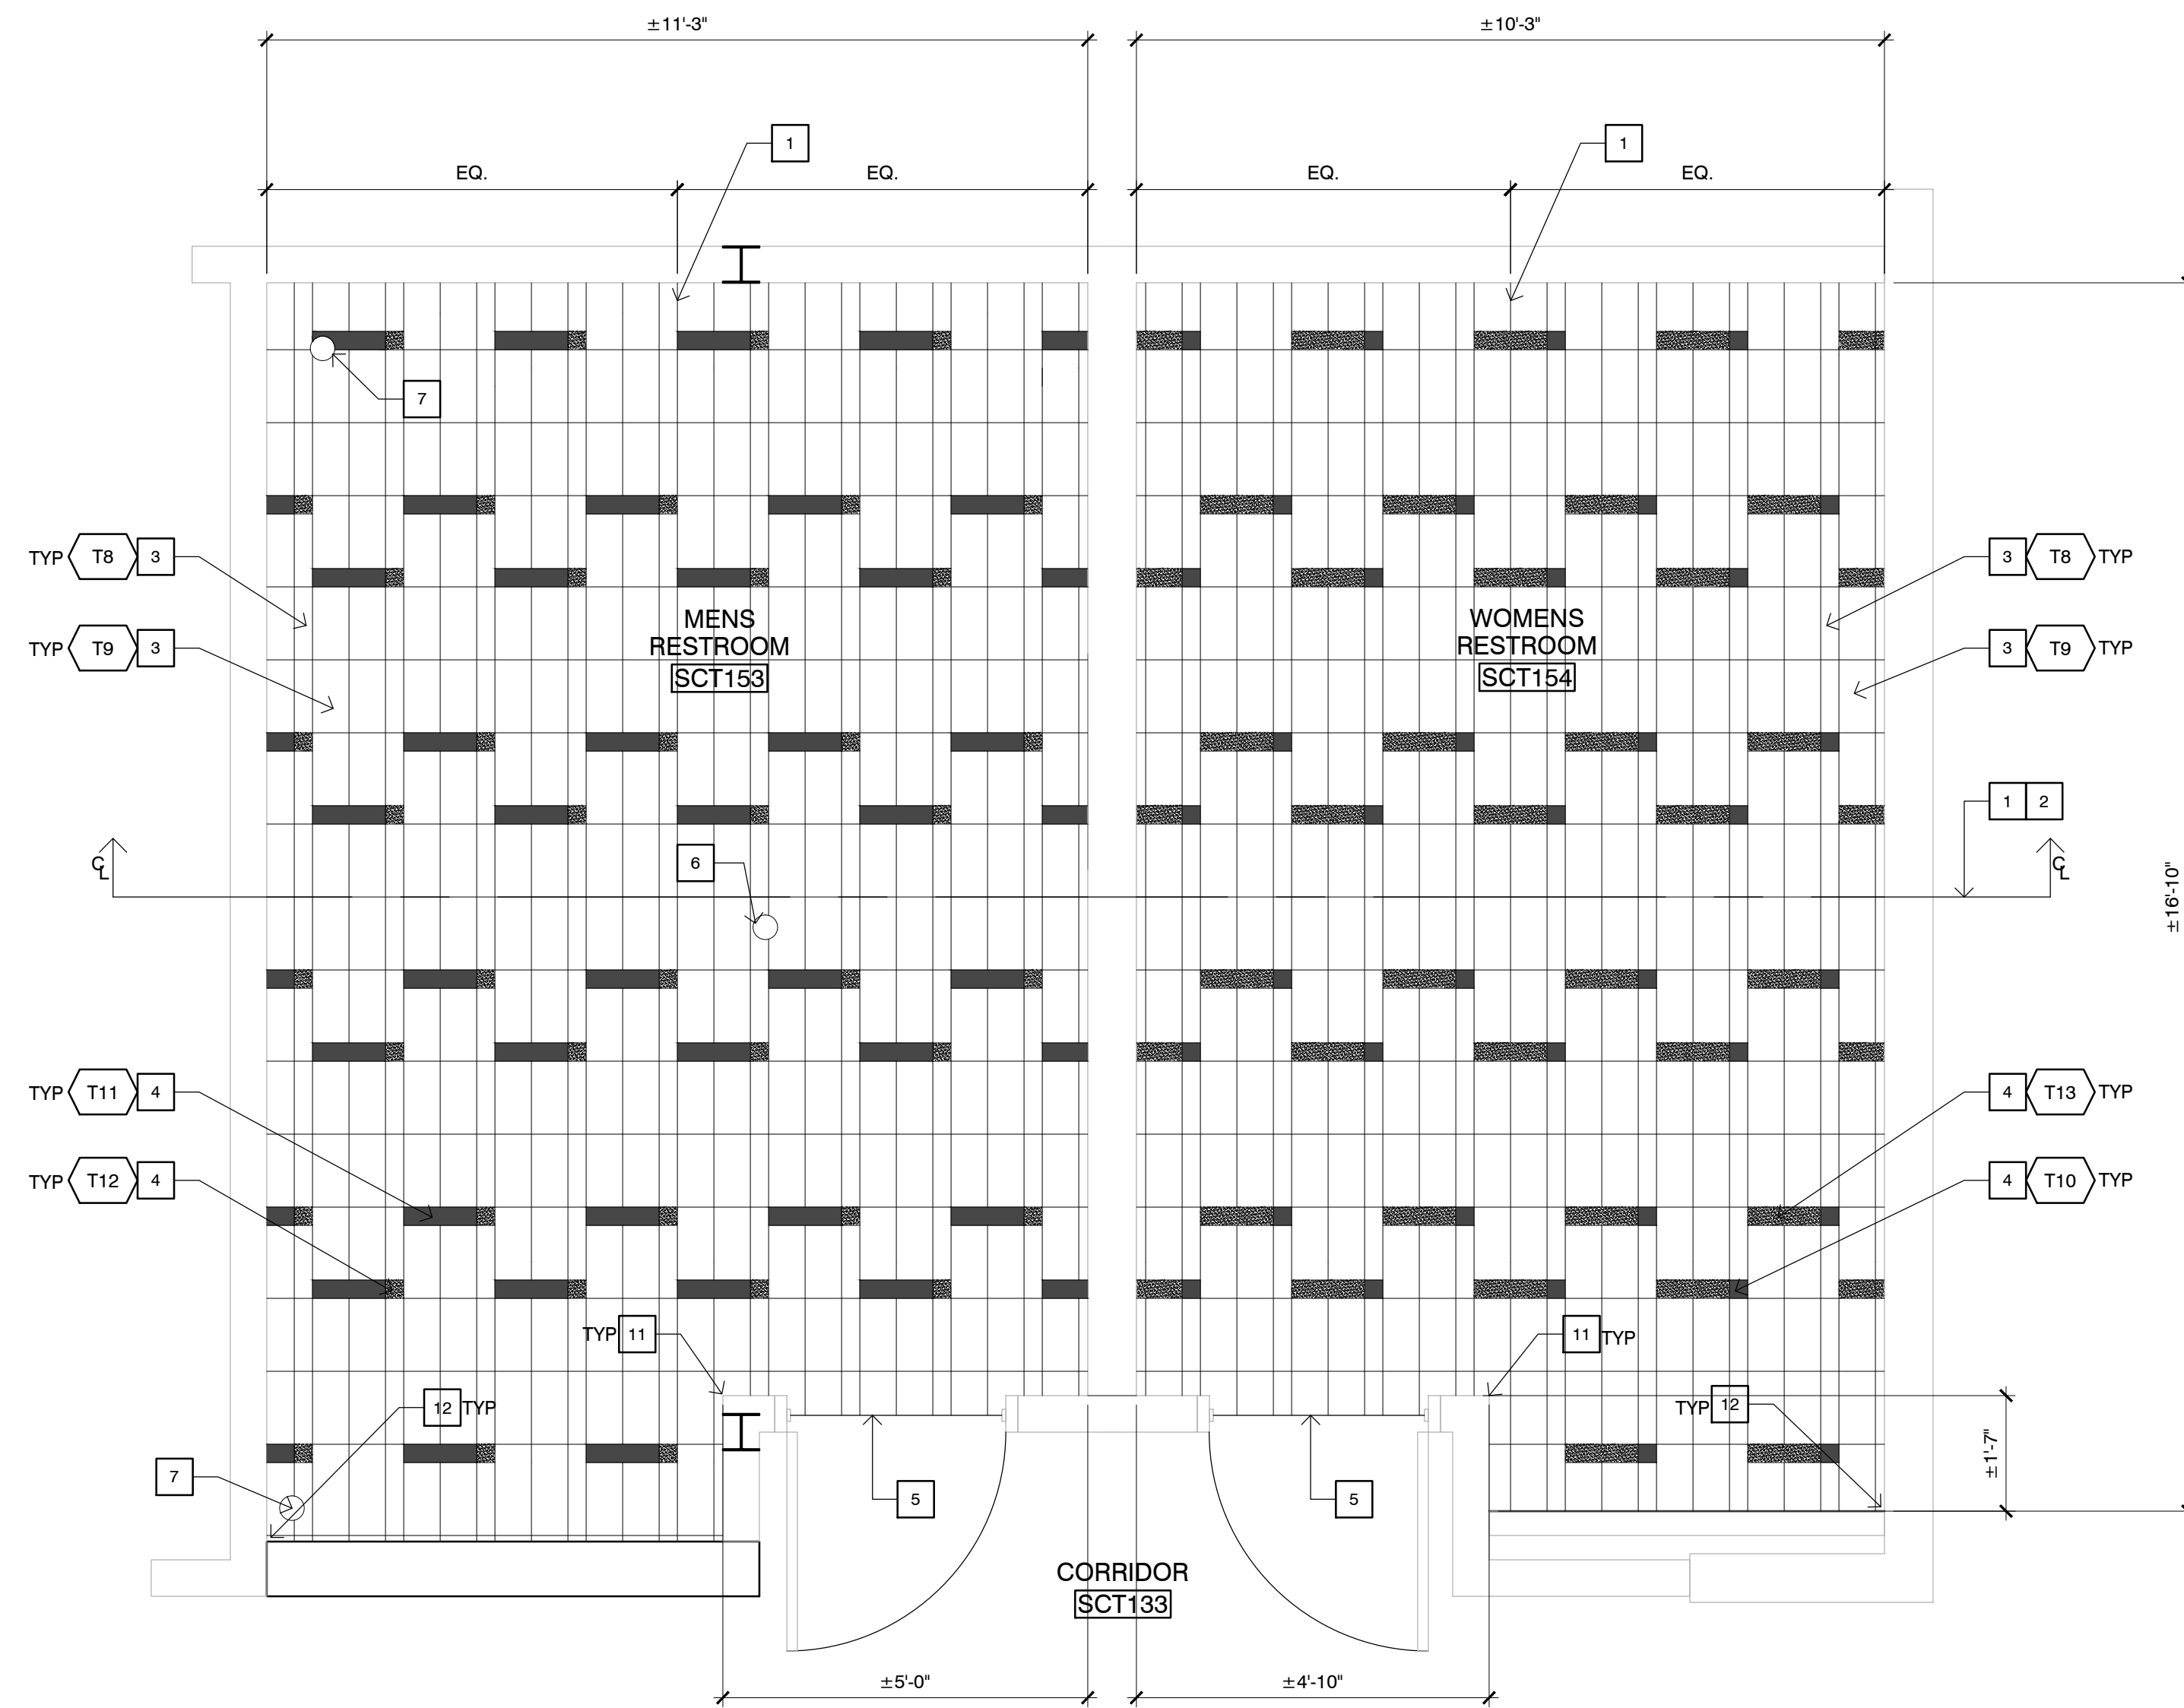 ±11'-3"
±10'-3"
1
1
EQ.
EQ.
EQ.
EQ.
7
TYP T8 3
3 T8 TYP
MENS
RESTROOM
SCT153
WOMENS
RESTROOM
SCT154
TYP T9 3
3 T9 TYP
1 2
6
CL
CL
±16'-10"
TYP T11 4
4 T13 TYP
TYP T12 4
4 T10 TYP
TYP 11
11 TYP
12 TYP
TYP 12
±1'-7"
7
5
5
CORRIDOR
SCT133
±5'-0"
±4'-10"